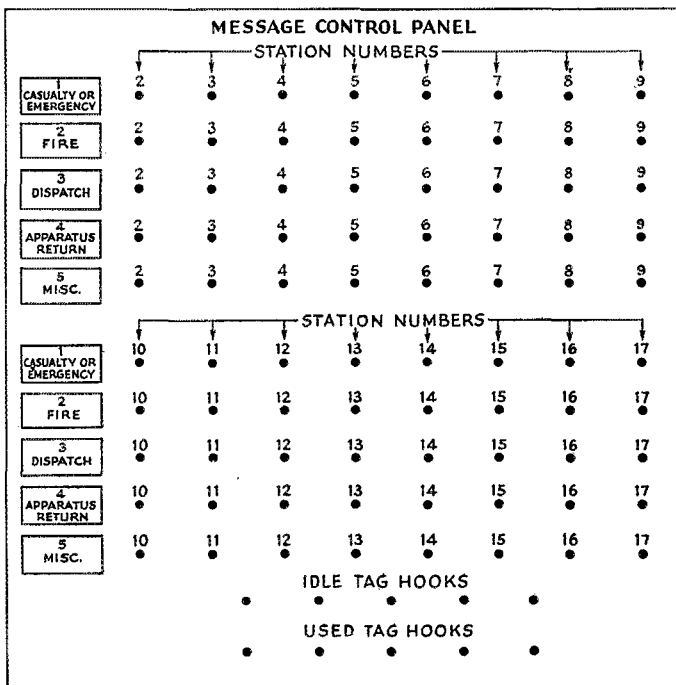 MESSAGE CONTROL PANEL
STATION NUMBERS
1 CASUALTY OR EMERGENCY 2 3 4 5 6 7 8 9
2 FIRE 2 3 4 5 6 7 8 9
3 DISPATCH 2 3 4 5 6 7 8 9
4 APPARATUS RETURN 2 3 4 5 6 7 8 9
5 MISC. 2 3 4 5 6 7 8 9
STATION NUMBERS
1 CASUALTY OR EMERGENCY 10 11 12 13 14 15 16 17
2 FIRE 10 11 12 13 14 15 16 17
3 DISPATCH 10 11 12 13 14 15 16 17
4 APPARATUS RETURN 10 11 12 13 14 15 16 17
5 MISC. 10 11 12 13 14 15 16 17
IDLE TAG HOOKS
USED TAG HOOKS